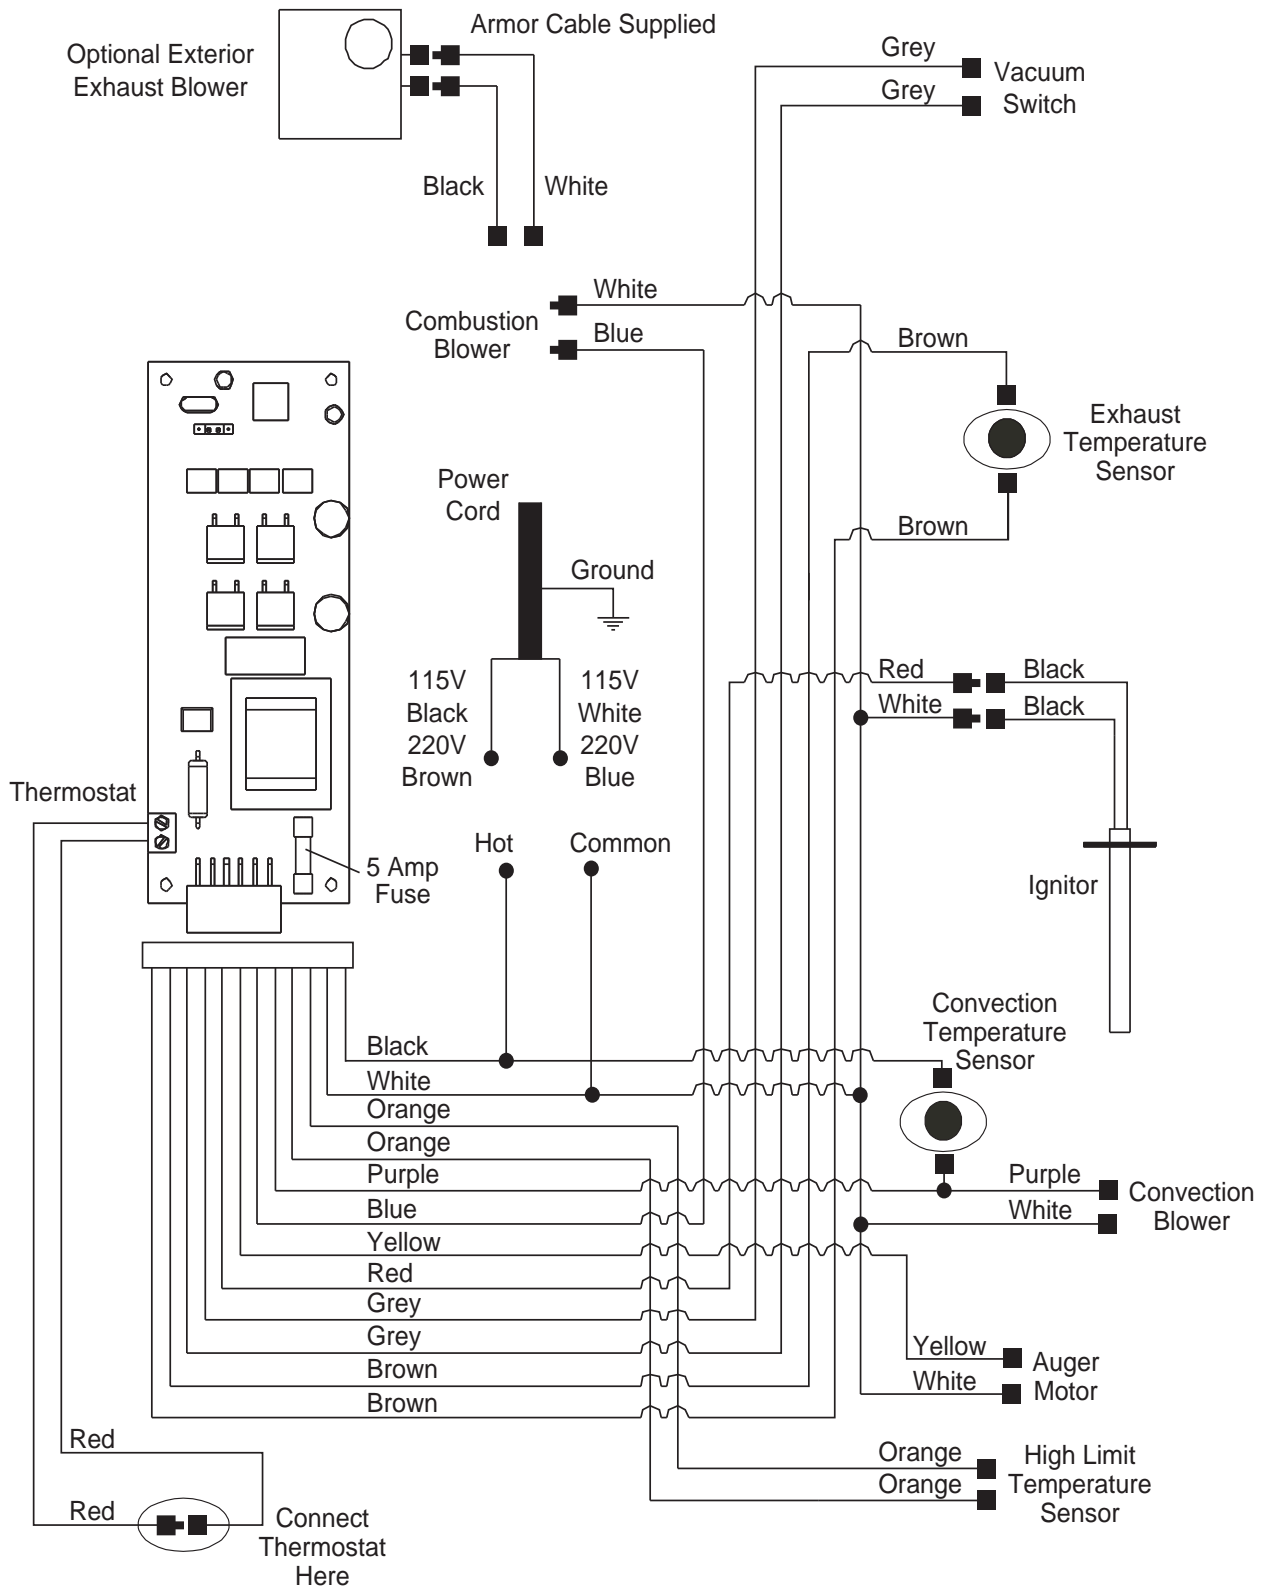 Armor Cable Supplied
Optional Exterior
Exhaust Blower
Grey
Vacuum
Grey
Switch
Black
White
White
Combustion
Blower
Blue
Brown
Exhaust
Temperature
Sensor
Brown
Power
Cord
Ground
115V
Black
220V
Brown
115V
White
220V
Blue
Red
Black
White
Black
Thermostat
Hot
Common
5 Amp
Fuse
Ignitor
Convection
Temperature
Sensor
Black
White
Orange
Orange
Purple
Blue
Yellow
Red
Grey
Grey
Brown
Brown
Purple
White
Convection
Blower
Yellow
White
Auger
Motor
Orange
Orange
High Limit
Temperature
Sensor
Red
Red
Connect
Thermostat
Here